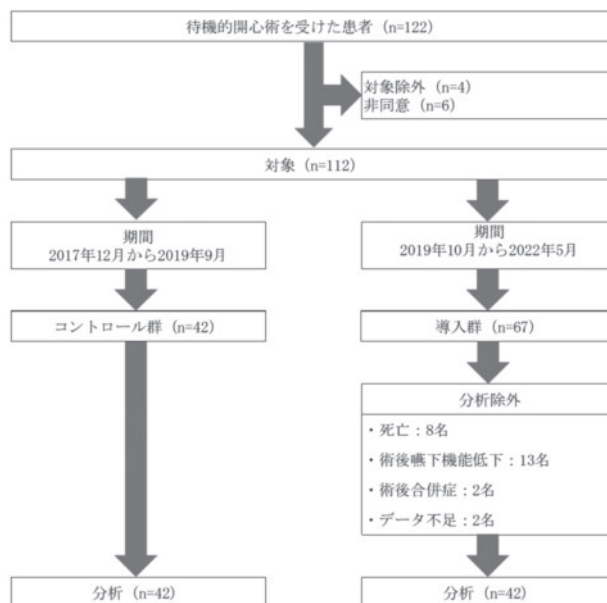 待機的開心術を受けた患者 (n=122)
対象除外 (n=4)
非同意 (n=6)
対象 (n=112)
期間
2017年12月から2019年9月
期間
2019年10月から2022年5月
コントロール群 (n=42)
導入群 (n=67)
分析除外
・死亡：8名
・術後嚥下機能低下：13名
・術後合併症：2名
・データ不足：2名
分析 (n=42)
分析 (n=42)